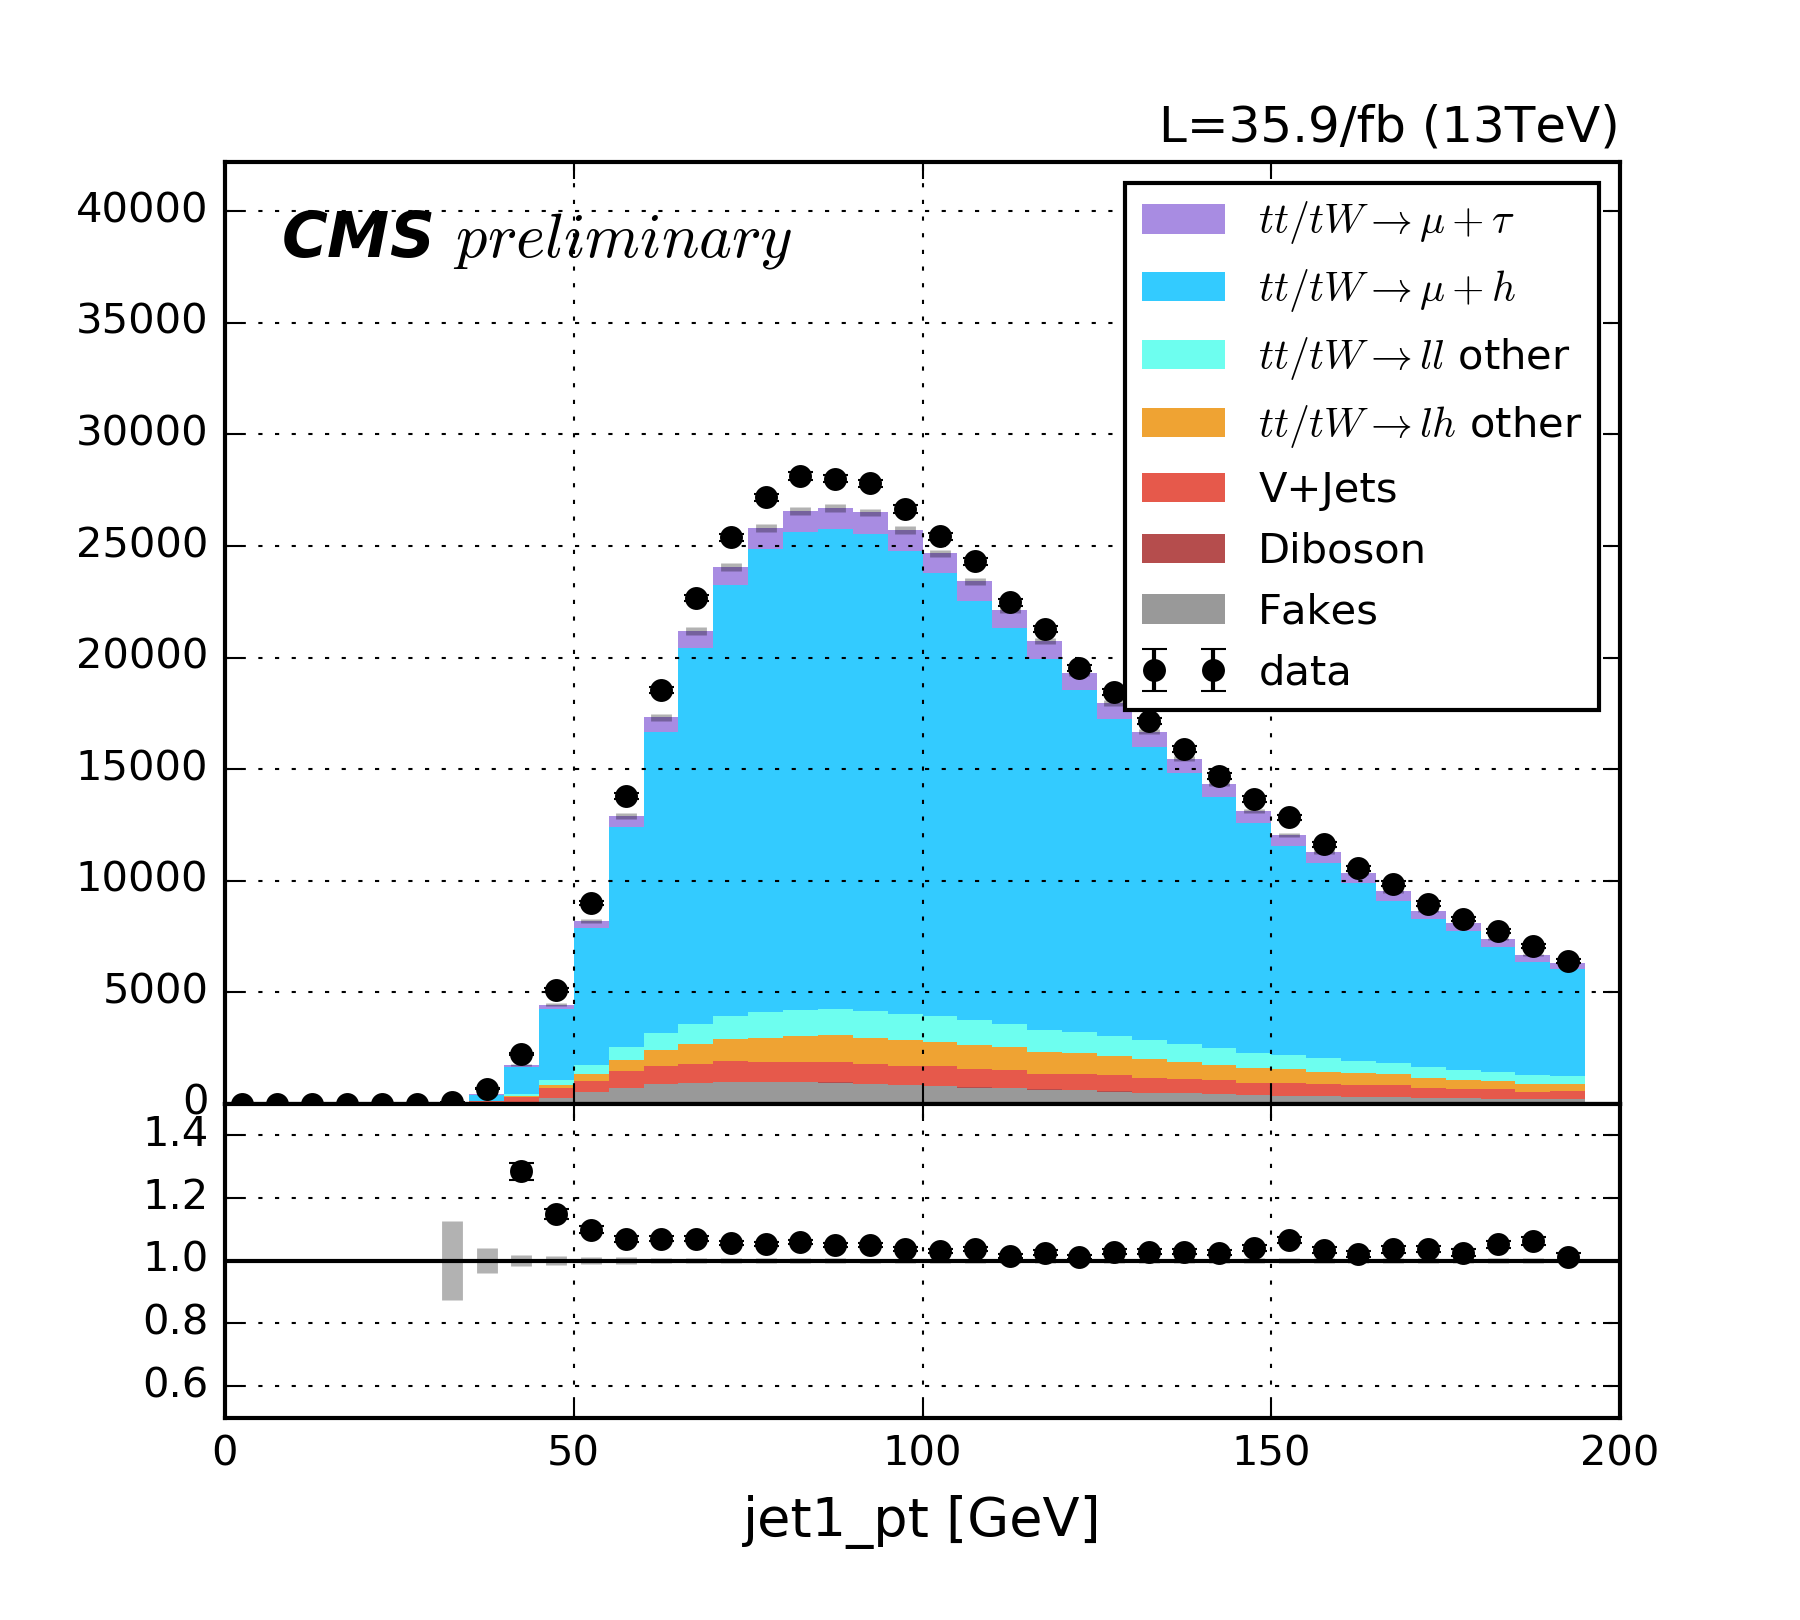 L=35.9/fb (13TeV)
CMS preliminary
40000
35000
30000
25000
20000
15000
10000
5000
0
tt/tW→μ+τ
tt/tW→μ+h
tt/tW→ll other
tt/tW→lh other
V+Jets
Diboson
Fakes
data
1.4
1.2
1.0
0.8
0.6
0 50 100 150 200
jet1_pt [GeV]